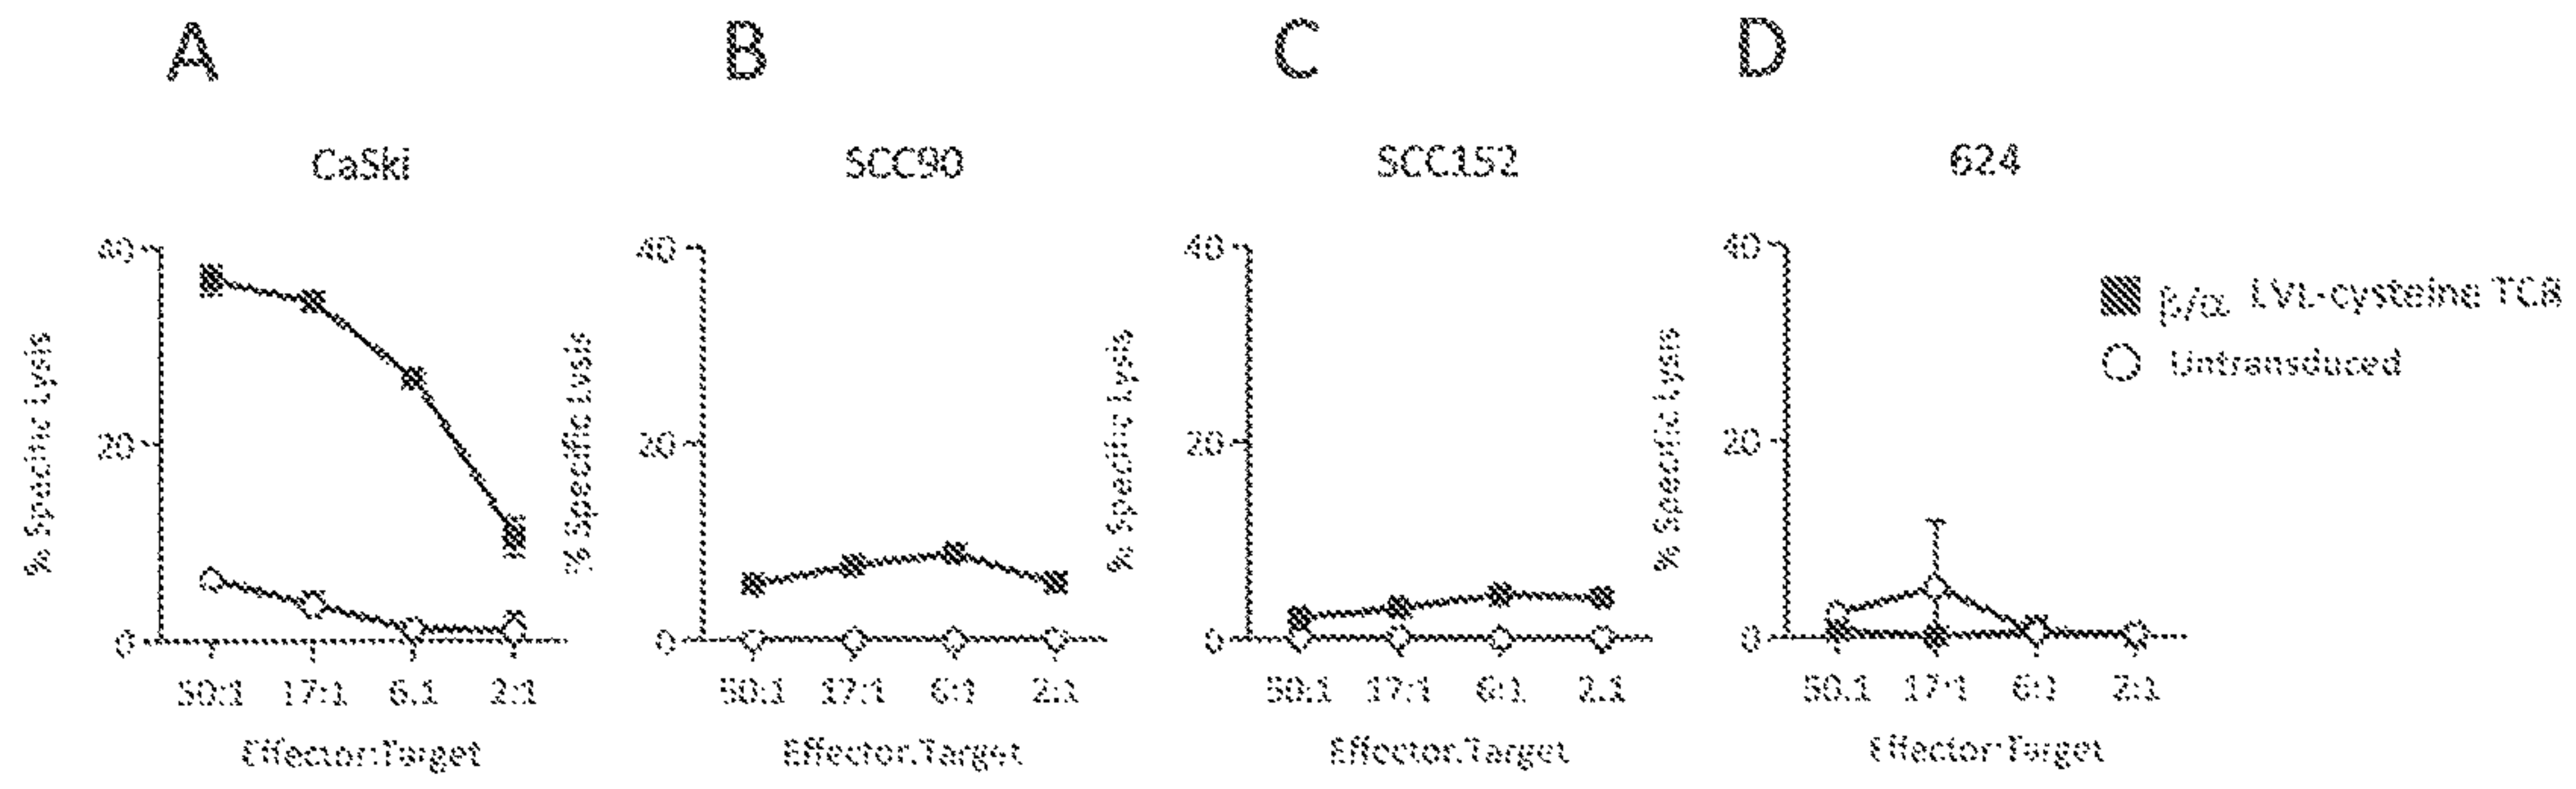 A B C D
CaSki SCC90 SCC152 624
% Specific Lysis
40
20
0
50:1 17:1 6:1 2:1
Effector:Target
% Specific Lysis
40
20
0
50:1 17:1 6:1 2:1
Effector:Target
% Specific Lysis
40
20
0
50:1 17:1 6:1 2:1
Effector:Target
% Specific Lysis
40
20
0
50:1 17:1 6:1 2:1
Effector:Target
β/α LVL-cysteine TCR
Untransduced